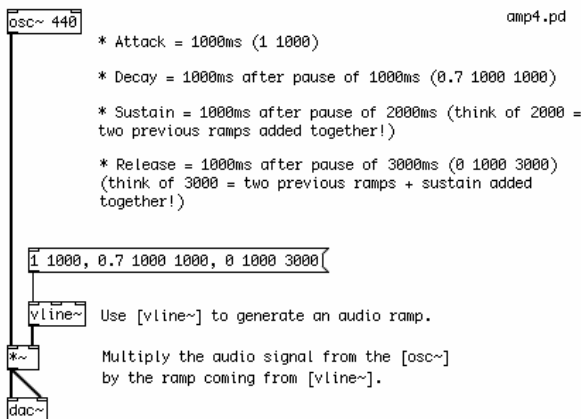 osc~ 440
amp4.pd
* Attack = 1000ms (1 1000)
* Decay = 1000ms after pause of 1000ms (0.7 1000 1000)
* Sustain = 1000ms after pause of 2000ms (think of 2000 =
two previous ramps added together!)
* Release = 1000ms after pause of 3000ms (0 1000 3000)
(think of 3000 = two previous ramps + sustain added
together!)
1 1000, 0.7 1000 1000, 0 1000 3000
vline~
Use [vline~] to generate an audio ramp.
*~
Multiply the audio signal from the [osc~]
by the ramp coming from [vline~].
dac~